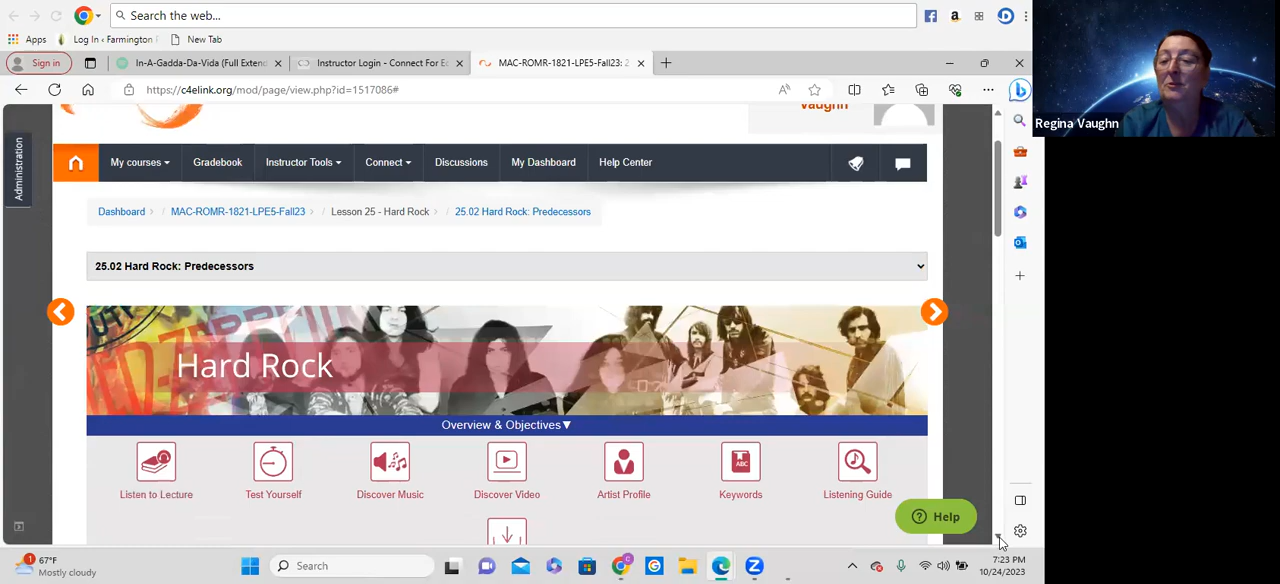 Search the web...
Apps
Log In ‹ Farmington
New Tab
Sign in
In-A-Gadda-Da-Vida (Full Extend
Instructor Login - Connect For E
MAC-ROMR-1821-LPE5-Fall23: 2
https://c4elink.org/mod/page/view.php?id=1517086#
Regina Vaughn
Vaughn
Administration
My courses
Gradebook
Instructor Tools
Connect
Discussions
My Dashboard
Help Center
Dashboard
MAC-ROMR-1821-LPE5-Fall23
Lesson 25 - Hard Rock
25.02 Hard Rock: Predecessors
25.02 Hard Rock: Predecessors
Hard Rock
Overview & Objectives▼
Listen to Lecture
Test Yourself
Discover Music
Discover Video
Artist Profile
Keywords
ABC
Listening Guide
Help
67°F
Mostly cloudy
Search
7:23 PM
10/24/2023